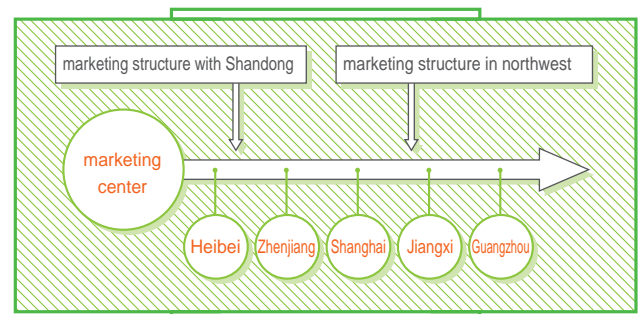 marketing structure with Shandong
marketing structure in northwest
marketing
center
Heibei
Zhenjiang
Shanghai
Jiangxi
Guangzhou